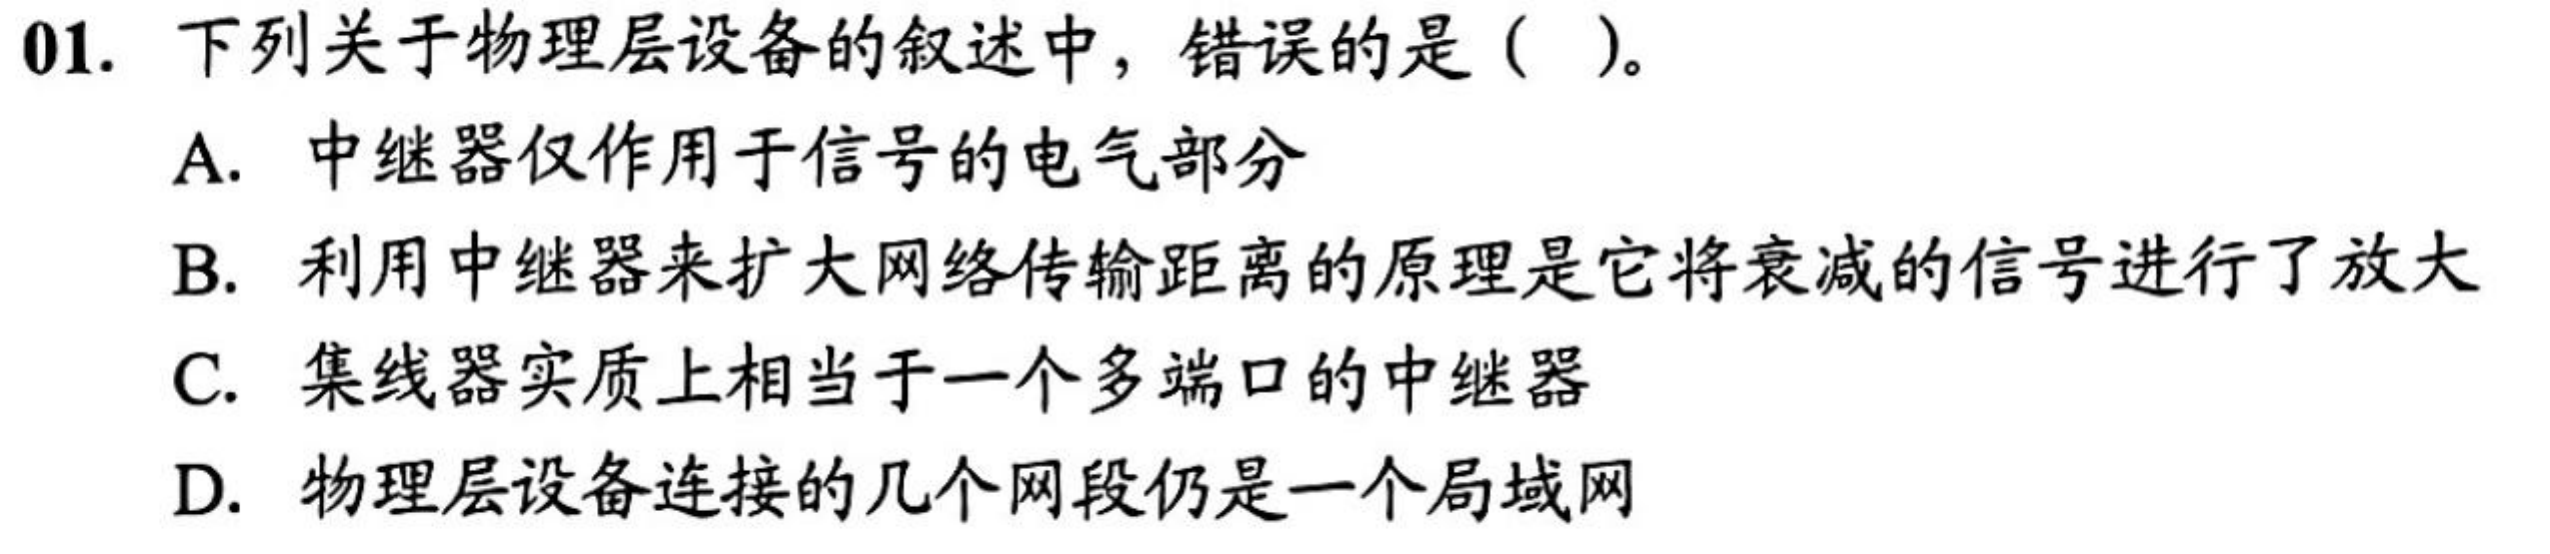 01. 下列关于物理层设备的叙述中，错误的是（ ）。
A. 中继器仅作用于信号的电气部分
B. 利用中继器来扩大网络传输距离的原理是它将衰减的信号进行了放大
C. 集线器实质上相当于一个多端口的中继器
D. 物理层设备连接的几个网段仍是一个局域网